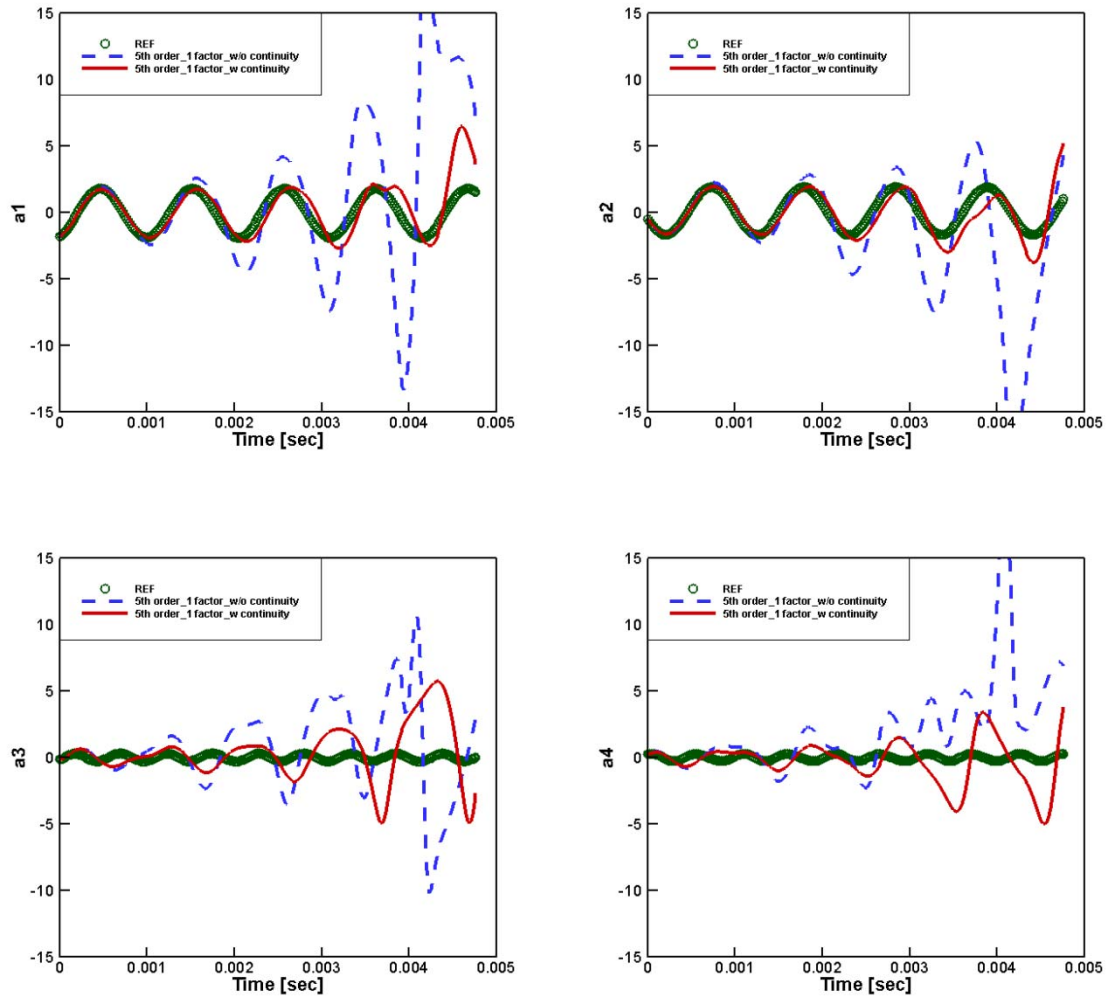 15
10
5
0
-5
-10
-15
a1
REF
5th order_1 factor_w/o continuity
5th order_1 factor_w continuity
0 0.001 0.002 0.003 0.004 0.005
Time [sec]
15
10
5
0
-5
-10
-15
a2
REF
5th order_1 factor_w/o continuity
5th order_1 factor_w continuity
0 0.001 0.002 0.003 0.004 0.005
Time [sec]
15
10
5
0
-5
-10
-15
a3
REF
5th order_1 factor_w/o continuity
5th order_1 factor_w continuity
0 0.001 0.002 0.003 0.004 0.005
Time [sec]
15
10
5
0
-5
-10
-15
a4
REF
5th order_1 factor_w/o continuity
5th order_1 factor_w continuity
0 0.001 0.002 0.003 0.004 0.005
Time [sec]